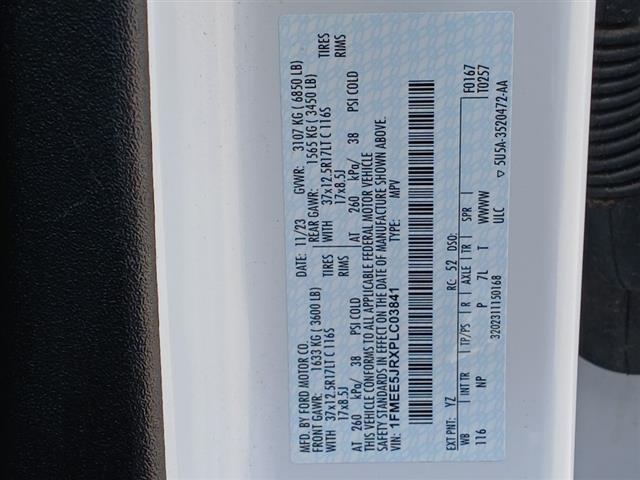 MFD. BY FORD MOTOR CO.
DATE: 11/23 GVWR: 3107 KG ( 6850 LB)
FRONT GAWR: 1633 KG ( 3600 LB)
REAR GAWR: 1565 KG ( 3450 LB)
WITH 37x12.5R17LT C 116S TIRES
WITH 37x12.5R17LT C 116S TIRES
17x8.5J RIMS
17x8.5J RIMS
AT 260 kPa/ 38 PSI COLD
AT 260 kPa/ 38 PSI COLD
THIS VEHICLE CONFORMS TO ALL APPLICABLE FEDERAL MOTOR VEHICLE
SAFETY STANDARDS IN EFFECT ON THE DATE OF MANUFACTURE SHOWN ABOVE.
VIN: 1FMEE5JRXPLC03841
TYPE: MPV
EXT PNT: YZ RC: 52 DSO: F0167
WB INT TR TP/PS R AXLE TR SPR T0257
116 NP P 7L T WWWW
ULC
3202311150168 ▽ 5U5A-3520472-AA